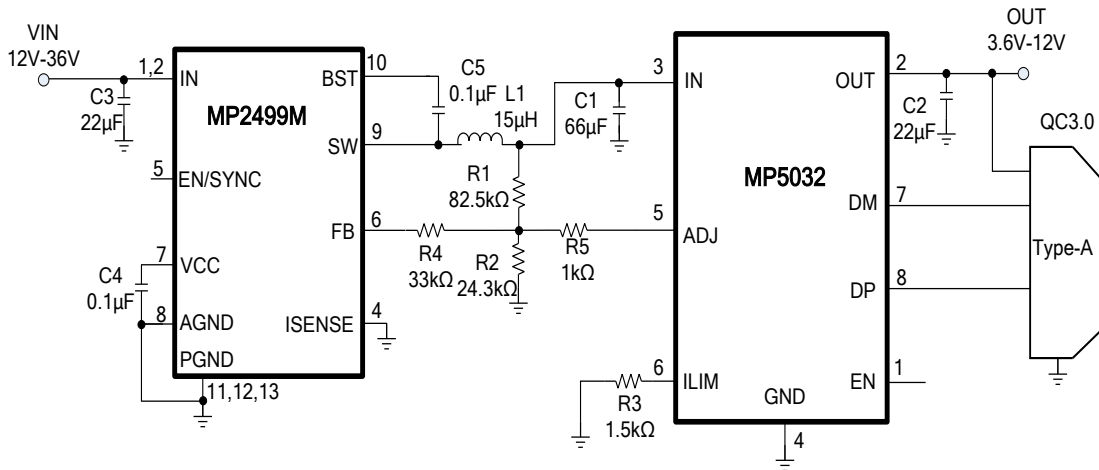 VIN
12V-36V
1,2
IN
C3
22µF
MP2499M
BST
10
C5
0.1µF
L1
15µH
SW
9
5
EN/SYNC
R1
82.5kΩ
FB
6
R4
33kΩ
R2
24.3kΩ
R5
1kΩ
7
VCC
C4
0.1µF
8
AGND
ISENSE
4
PGND
11,12,13
3
IN
C1
66µF
MP5032
OUT
2
OUT
3.6V-12V
C2
22µF
QC3.0
DM
7
5
ADJ
Type-A
DP
8
6
ILIM
R3
1.5kΩ
EN
1
GND
4